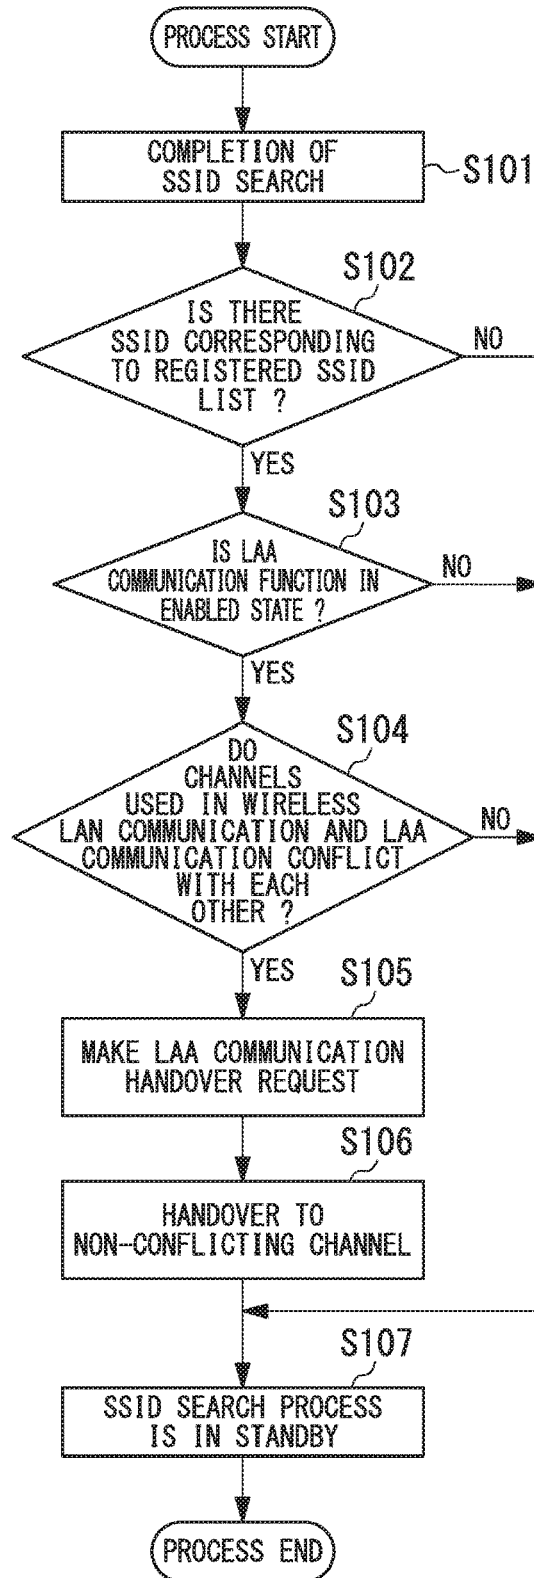 PROCESS START
COMPLETION OF
SSID SEARCH
S101
S102
IS THERE
SSID CORRESPONDING
TO REGISTERED SSID
LIST ?
NO
YES
S103
IS LAA
COMMUNICATION FUNCTION IN
ENABLED STATE ?
NO
YES
S104
DO
CHANNELS
USED IN WIRELESS
LAN COMMUNICATION AND LAA
COMMUNICATION CONFLICT
WITH EACH
OTHER ?
NO
YES
S105
MAKE LAA COMMUNICATION
HANDOVER REQUEST
S106
HANDOVER TO
NON-CONFLICTING CHANNEL
S107
SSID SEARCH PROCESS
IS IN STANDBY
PROCESS END